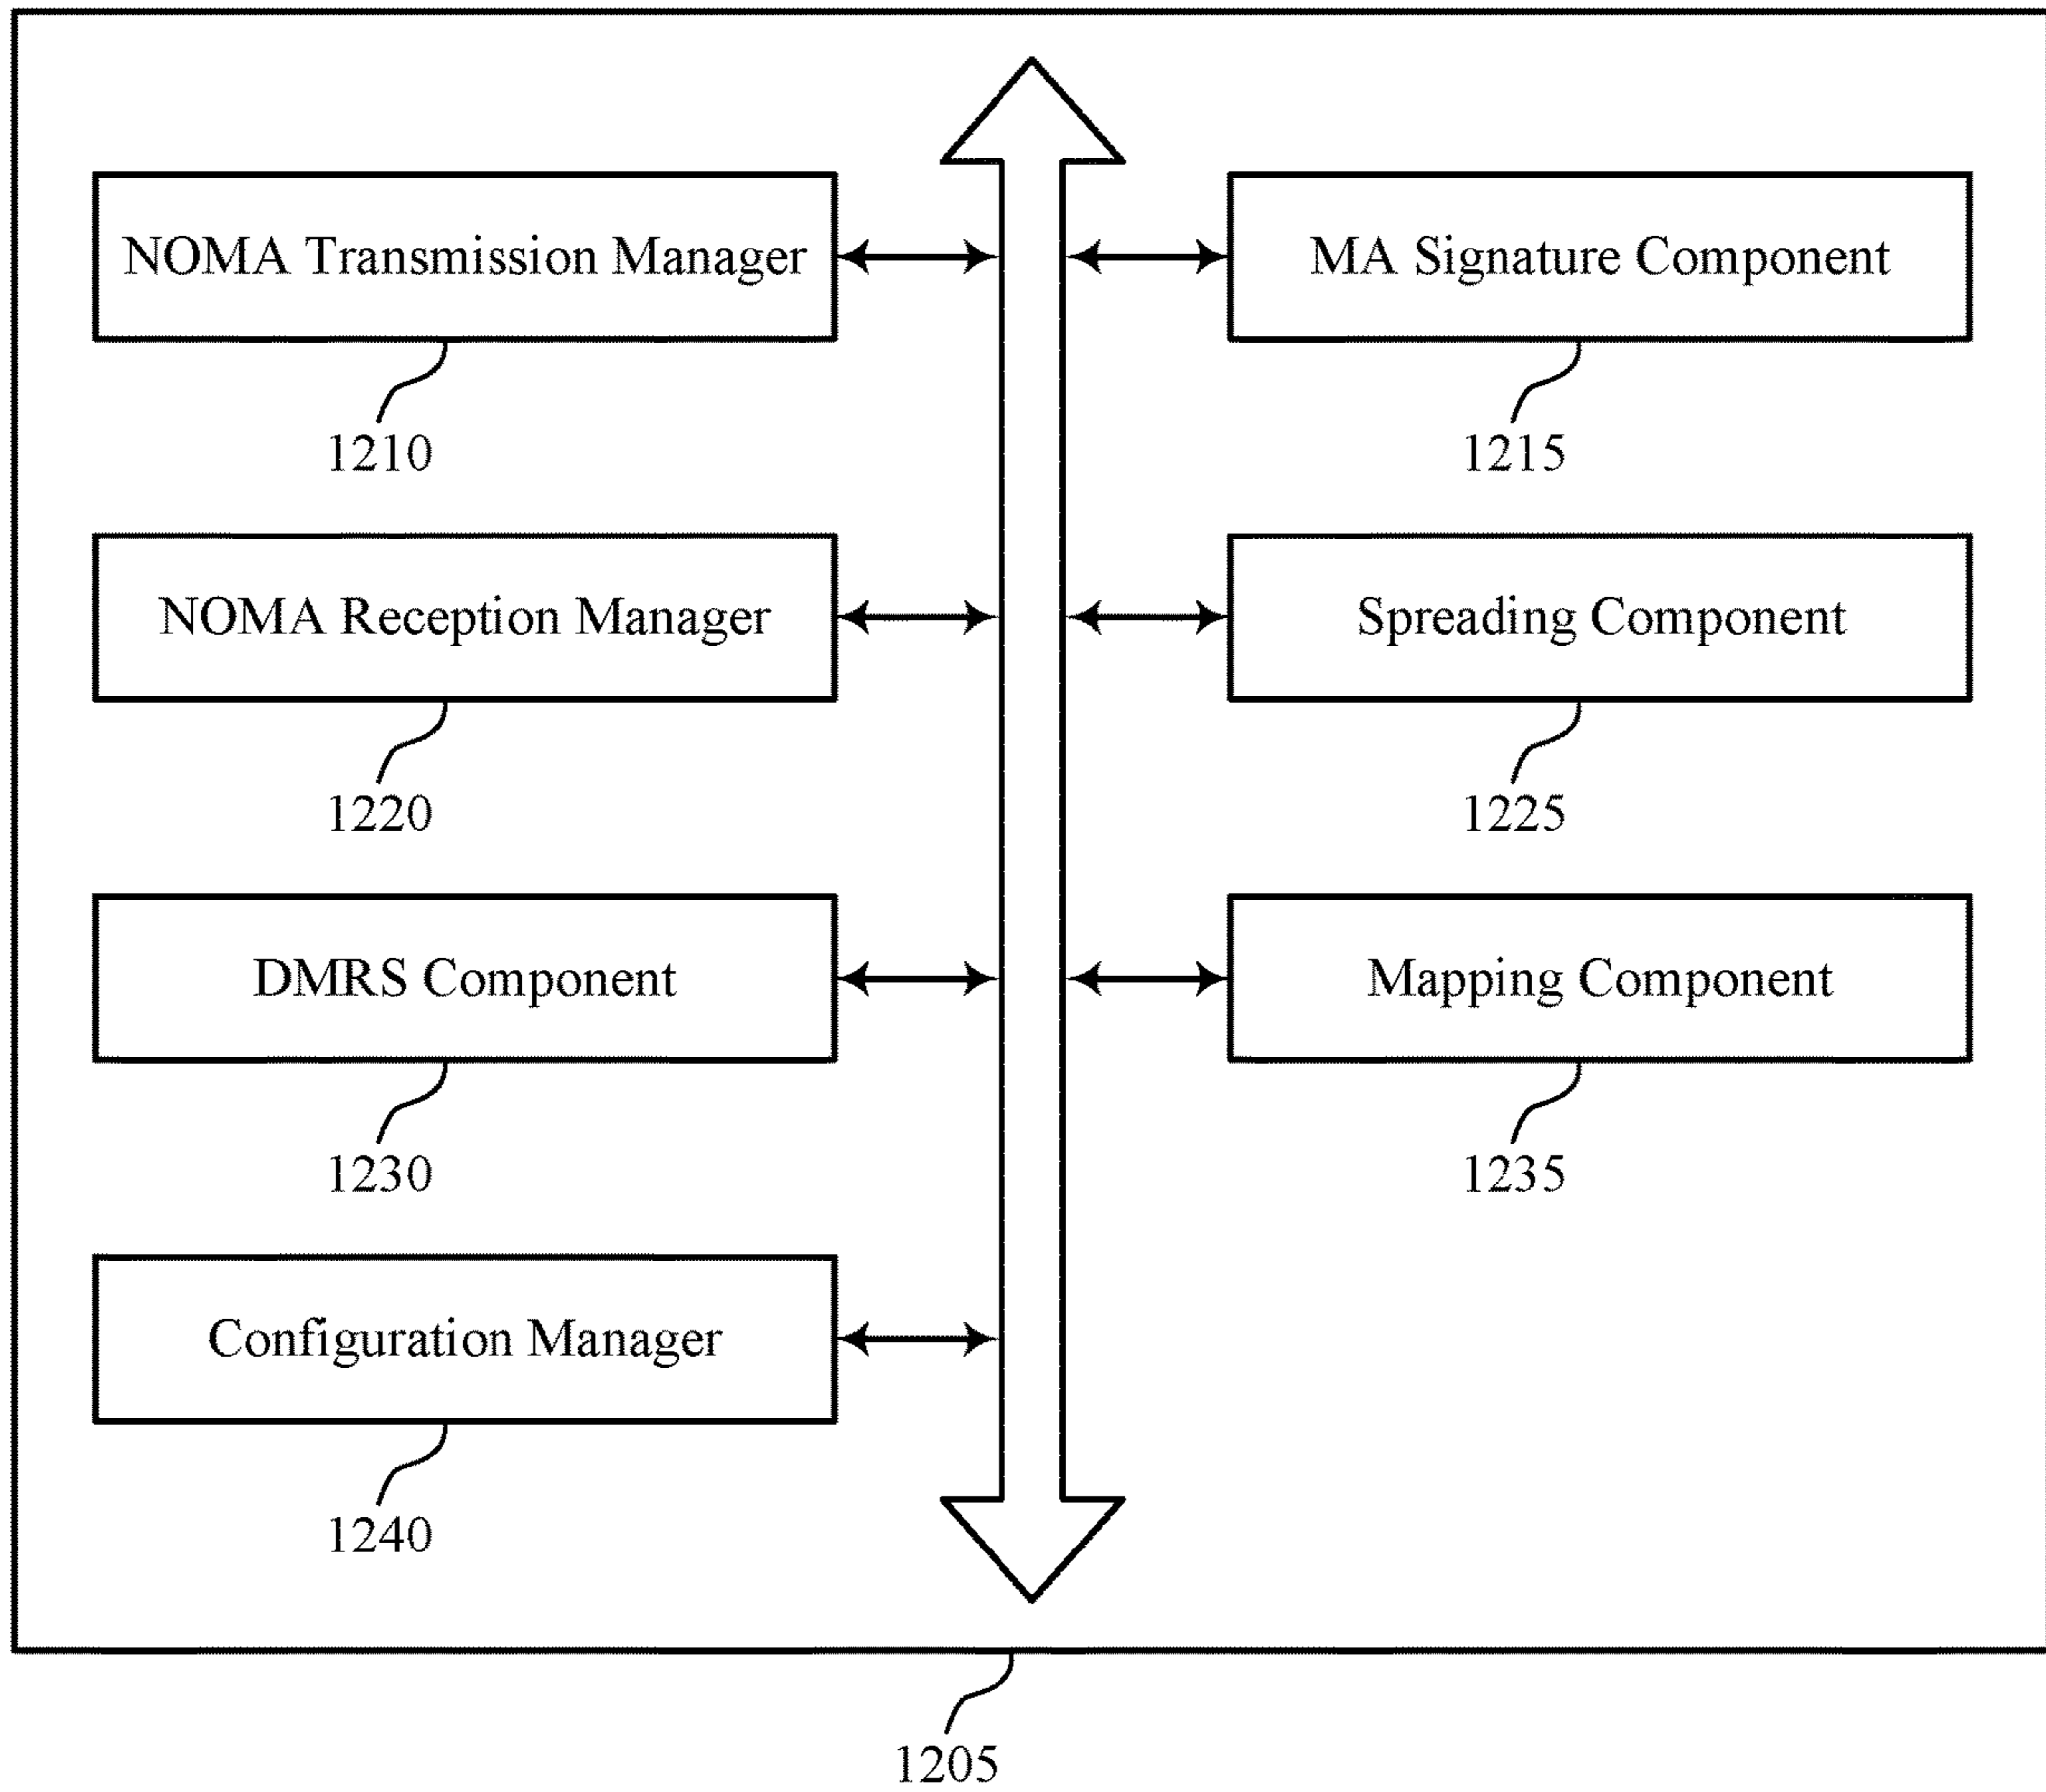 NOMA Transmission Manager
MA Signature Component
1210
1215
NOMA Reception Manager
Spreading Component
1220
1225
DMRS Component
Mapping Component
1230
1235
Configuration Manager
1240
1205